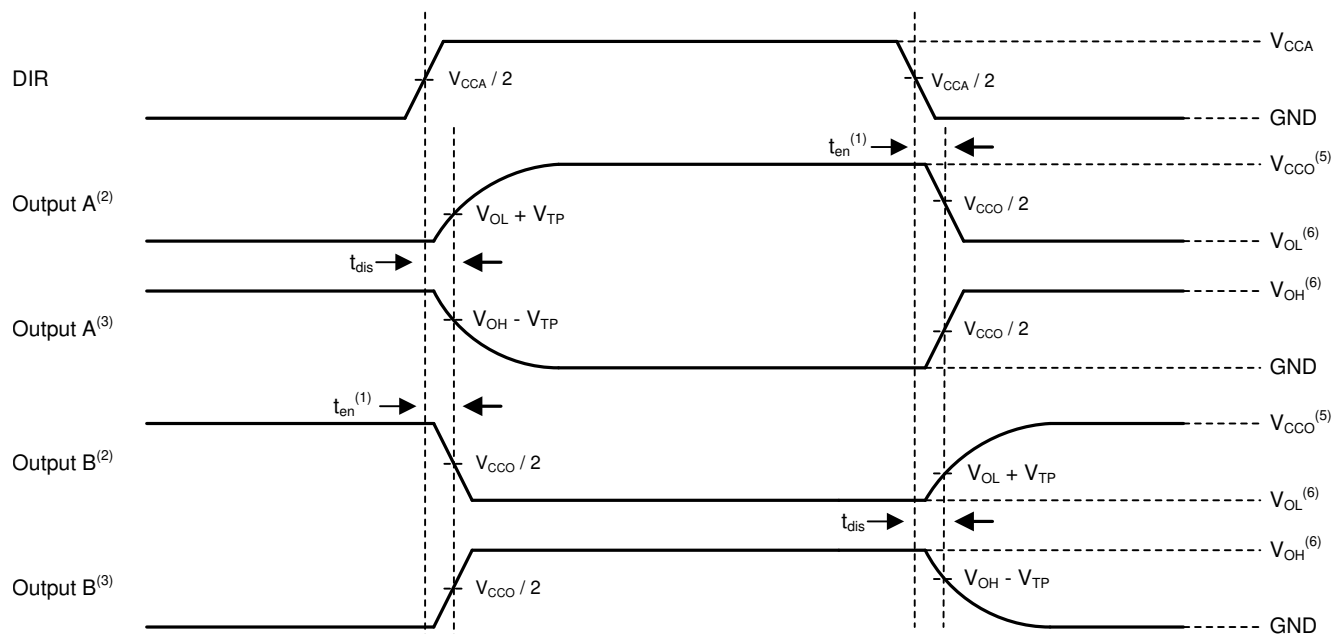 V_CCA
DIR
V_CCA / 2
V_CCA / 2
GND
t_en^(1)
V_CCO^(5)
Output A^(2)
V_OL + V_TP
V_CCO / 2
V_OL^(6)
t_dis
V_OH^(6)
Output A^(3)
V_OH - V_TP
V_CCO / 2
GND
t_en^(1)
V_CCO^(5)
Output B^(2)
V_CCO / 2
V_OL + V_TP
V_OL^(6)
t_dis
V_OH^(6)
Output B^(3)
V_CCO / 2
V_OH - V_TP
GND